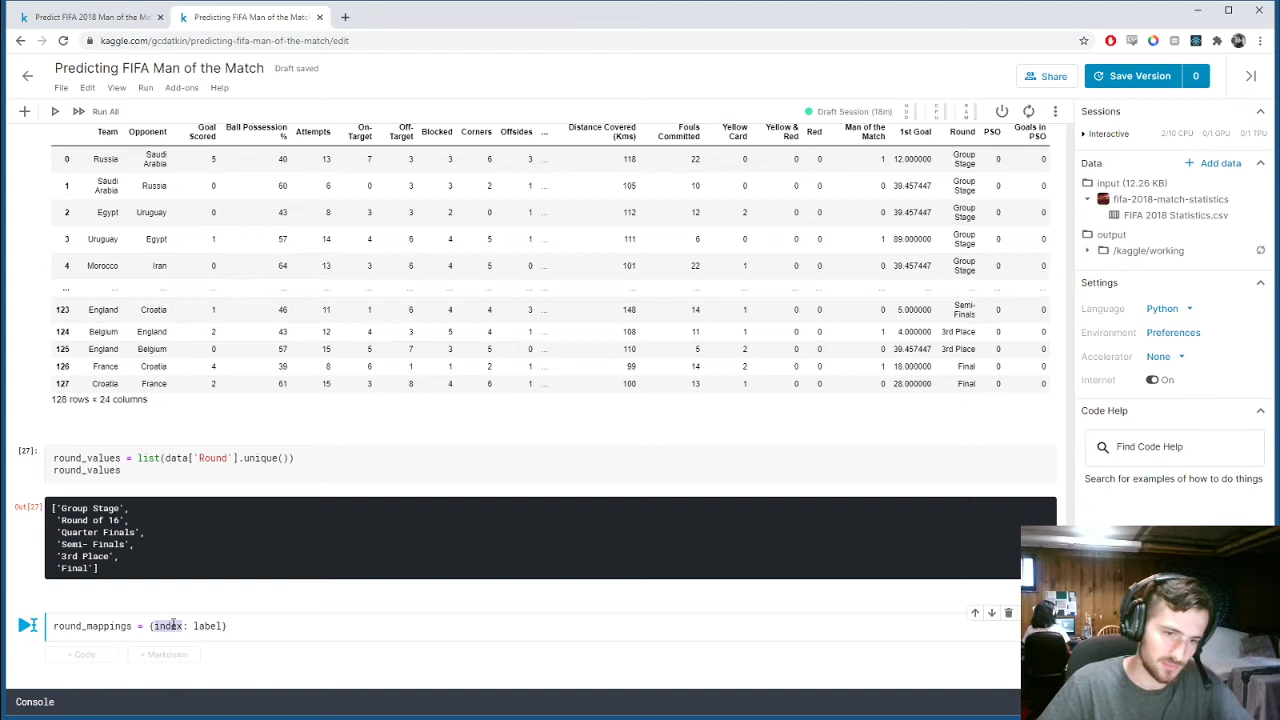 Predict FIFA 2018 Man of the Mat
Predicting FIFA Man of the Match
kaggle.com/gcdatkin/predicting-fifa-man-of-the-match/edit
Predicting FIFA Man of the Match Draft saved
File Edit View Run Add-ons Help
Share
Save Version 0
Run All
Draft Session (18m)
Team Opponent Goal Scored Ball Possession % Attempts On-Target Off-Target Blocked Corners Offsides ... Distance Covered (Kms) Fouls Committed Yellow Card Yellow & Red Red Man of the Match 1st Goal Round PSO Goals in PSO
0 Russia Saudi Arabia 5 40 13 7 3 3 6 3 ... 118 22 0 0 0 1 12.000000 Group Stage 0 0
1 Saudi Arabia Russia 0 60 6 0 3 3 2 1 ... 105 10 0 0 0 0 39.457447 Group Stage 0 0
2 Egypt Uruguay 0 43 8 3 3 2 0 1 ... 112 12 2 0 0 0 39.457447 Group Stage 0 0
3 Uruguay Egypt 1 57 14 4 6 4 5 1 ... 111 6 0 0 0 1 89.000000 Group Stage 0 0
4 Morocco Iran 0 64 13 3 6 4 5 0 ... 101 22 1 0 0 0 39.457447 Group Stage 0 0
... ... ... ... ... ... ... ... ... ... ... ... ... ... ... ... ... ... ... ... ...
123 England Croatia 1 46 11 1 6 4 4 3 ... 148 14 1 0 0 0 5.000000 Semi- Finals 0 0
124 Belgium England 2 43 12 4 3 5 4 1 ... 108 11 1 0 0 1 4.000000 3rd Place 0 0
125 England Belgium 0 57 15 5 7 3 5 0 ... 110 5 2 0 0 0 39.457447 3rd Place 0 0
126 France Croatia 4 39 8 6 1 1 2 1 ... 99 14 2 0 0 1 18.000000 Final 0 0
127 Croatia France 2 61 15 3 8 4 6 1 ... 100 13 1 0 0 0 28.000000 Final 0 0
128 rows × 24 columns
[27]:
round_values = list(data['Round'].unique())
round_values
Out[27]
['Group Stage',
'Round of 16',
'Quarter Finals',
'Semi- Finals',
'3rd Place',
'Final']
round_mappings = {index: label}
+ Code + Markdown
Console
Sessions
Interactive 2/10 CPU 0/1 GPU 0/1 TPU
Data + Add data
input (12.26 KB)
fifa-2018-match-statistics
FIFA 2018 Statistics.csv
output
/kaggle/working
Settings
Language Python
Environment Preferences
Accelerator None
Internet On
Code Help
Find Code Help
Search for examples of how to do things